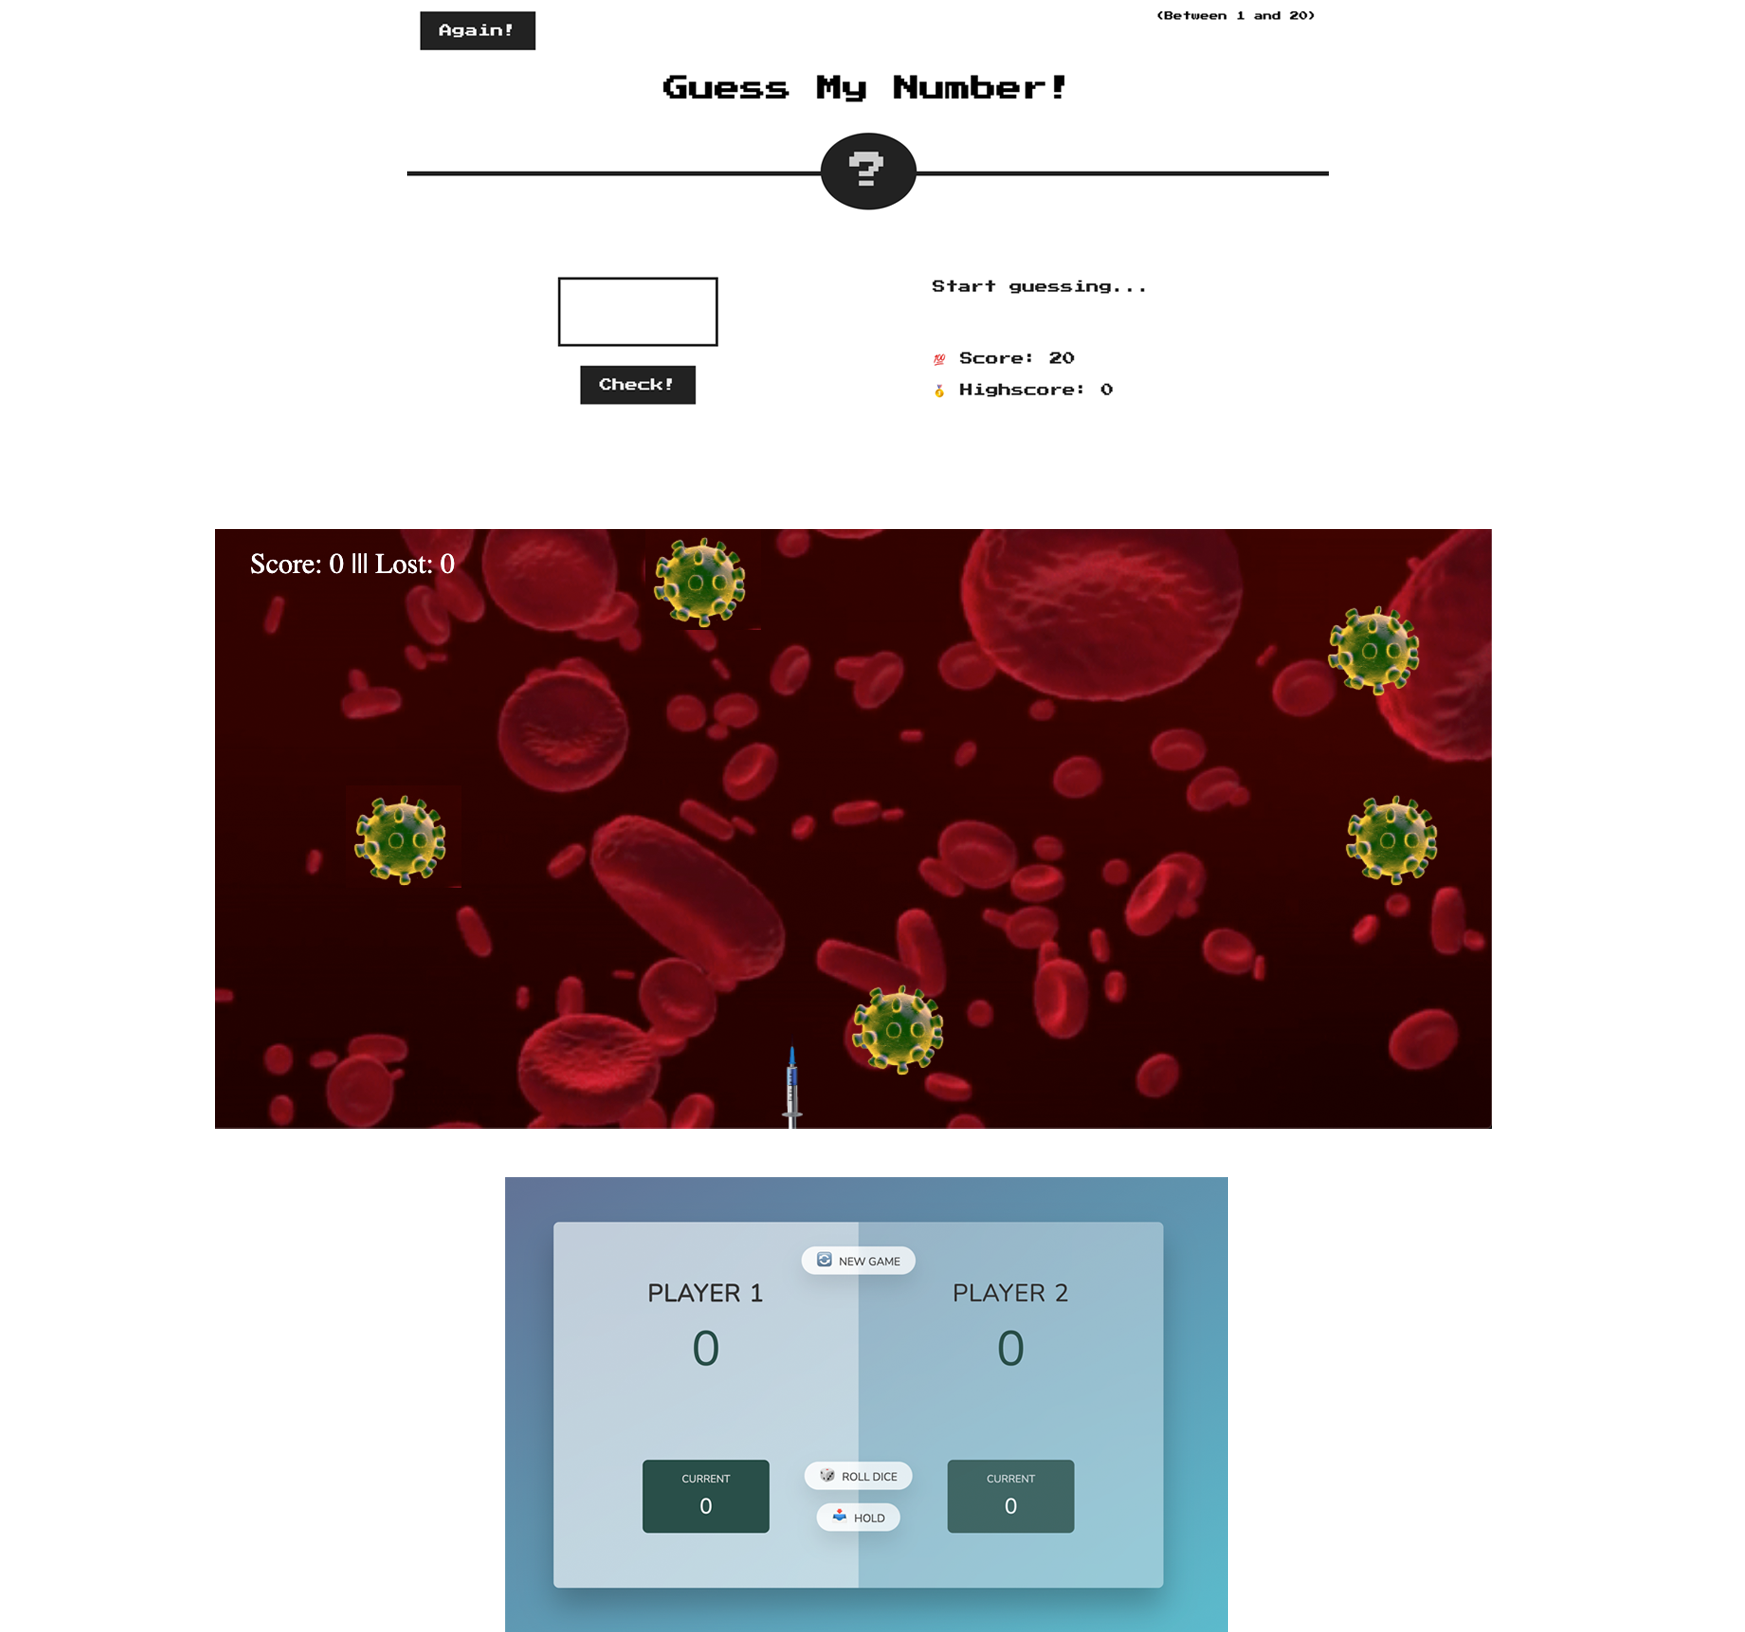 Again!
(Between 1 and 20)
Guess My Number!
?
Start guessing...
Check!
💯 Score: 20
🥇 Highscore: 0
Score: 0 ||| Lost: 0
NEW GAME
PLAYER 1
PLAYER 2
0
0
CURRENT
0
ROLL DICE
HOLD
CURRENT
0